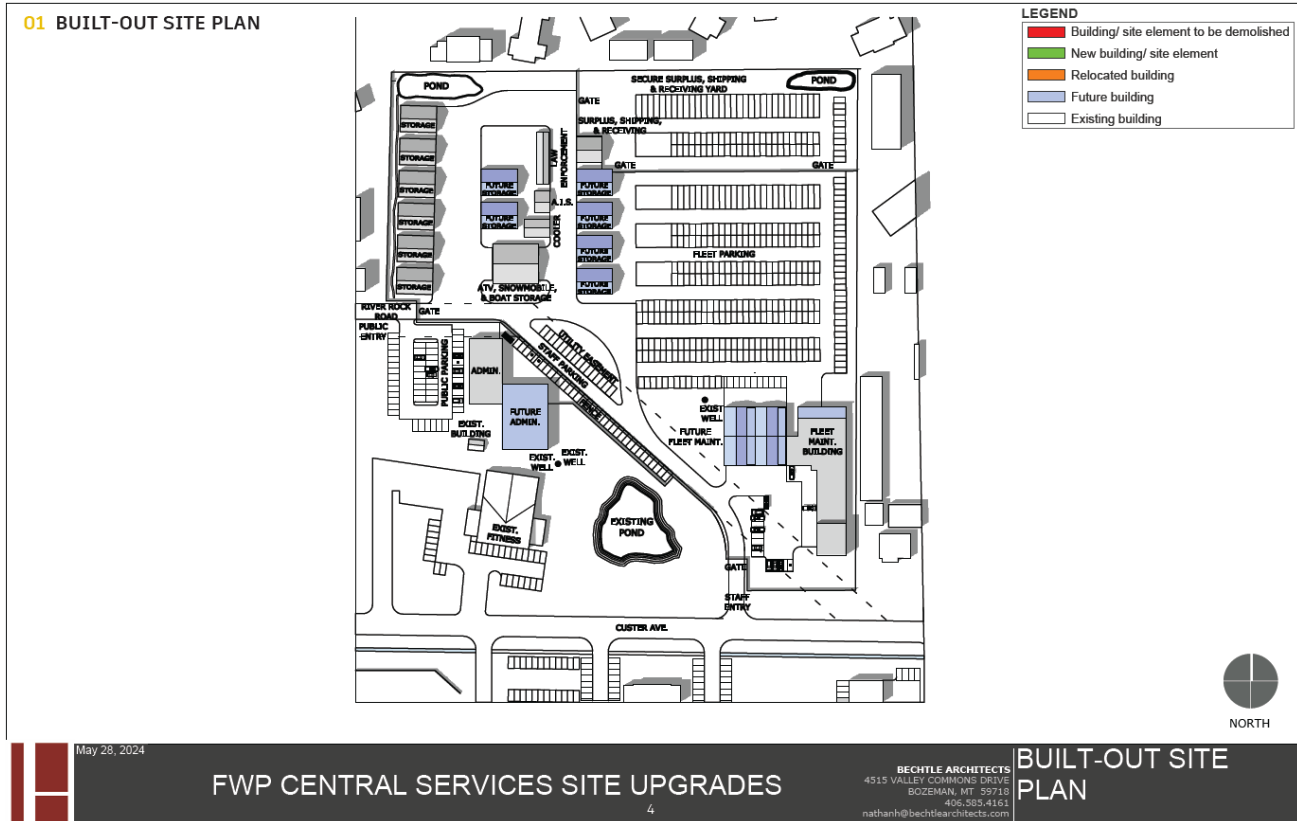 01 BUILT-OUT SITE PLAN
LEGEND
Building/ site element to be demolished
New building/ site element
Relocated building
Future building
Existing building
POND
SECURE SURPLUS, SHIPPING
& RECEIVING YARD
POND
GATE
SURPLUS, SHIPPING,
& RECEIVING
STORAGE
STORAGE
STORAGE
STORAGE
STORAGE
STORAGE
LAW
ENFORCEMENT
GATE
GATE
FUTURE
STORAGE
FUTURE
STORAGE
FUTURE
STORAGE
FUTURE
STORAGE
FUTURE
STORAGE
FUTURE
STORAGE
A.I.S.
COOLER
FLEET PARKING
ATV, SNOWMOBILE,
& BOAT STORAGE
RIVER ROCK
ROAD
GATE
PUBLIC
ENTRY
PUBLIC PARKING
ADMIN.
UTILITY EASEMENT
STAFF PARKING
FENCE
FUTURE
ADMIN.
EXIST.
BUILDING
EXIST
WELL
FUTURE
FLEET MAINT.
FLEET
MAINT.
BUILDING
EXIST.
WELL
EXIST.
WELL
EXIST.
FITNESS
EXISTING
POND
GATE
STAFF
ENTRY
CUSTER AVE.
NORTH
May 28, 2024
FWP CENTRAL SERVICES SITE UPGRADES
4
BECHTLE ARCHITECTS
4515 VALLEY COMMONS DRIVE
BOZEMAN, MT 59718
406.585.4161
nathanh@bechtlearchitects.com
BUILT-OUT SITE
PLAN